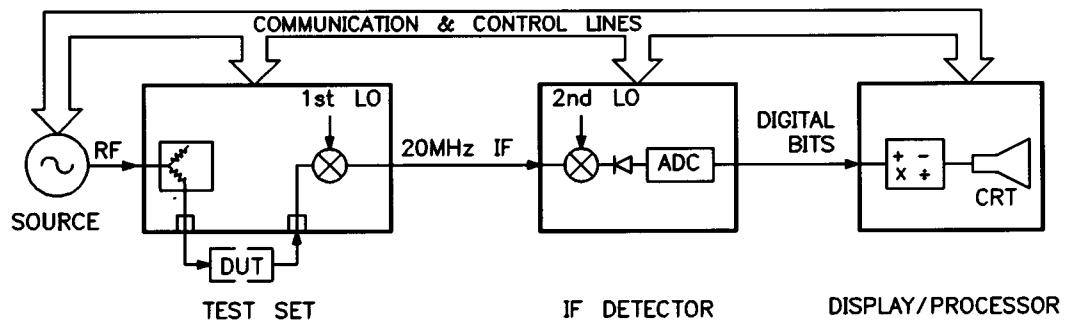 COMMUNICATION & CONTROL LINES
1st LO
2nd LO
DIGITAL
BITS
RF
20MHz IF
ADC
+ -
x ÷
CRT
SOURCE
DUT
TEST SET
IF DETECTOR
DISPLAY/PROCESSOR